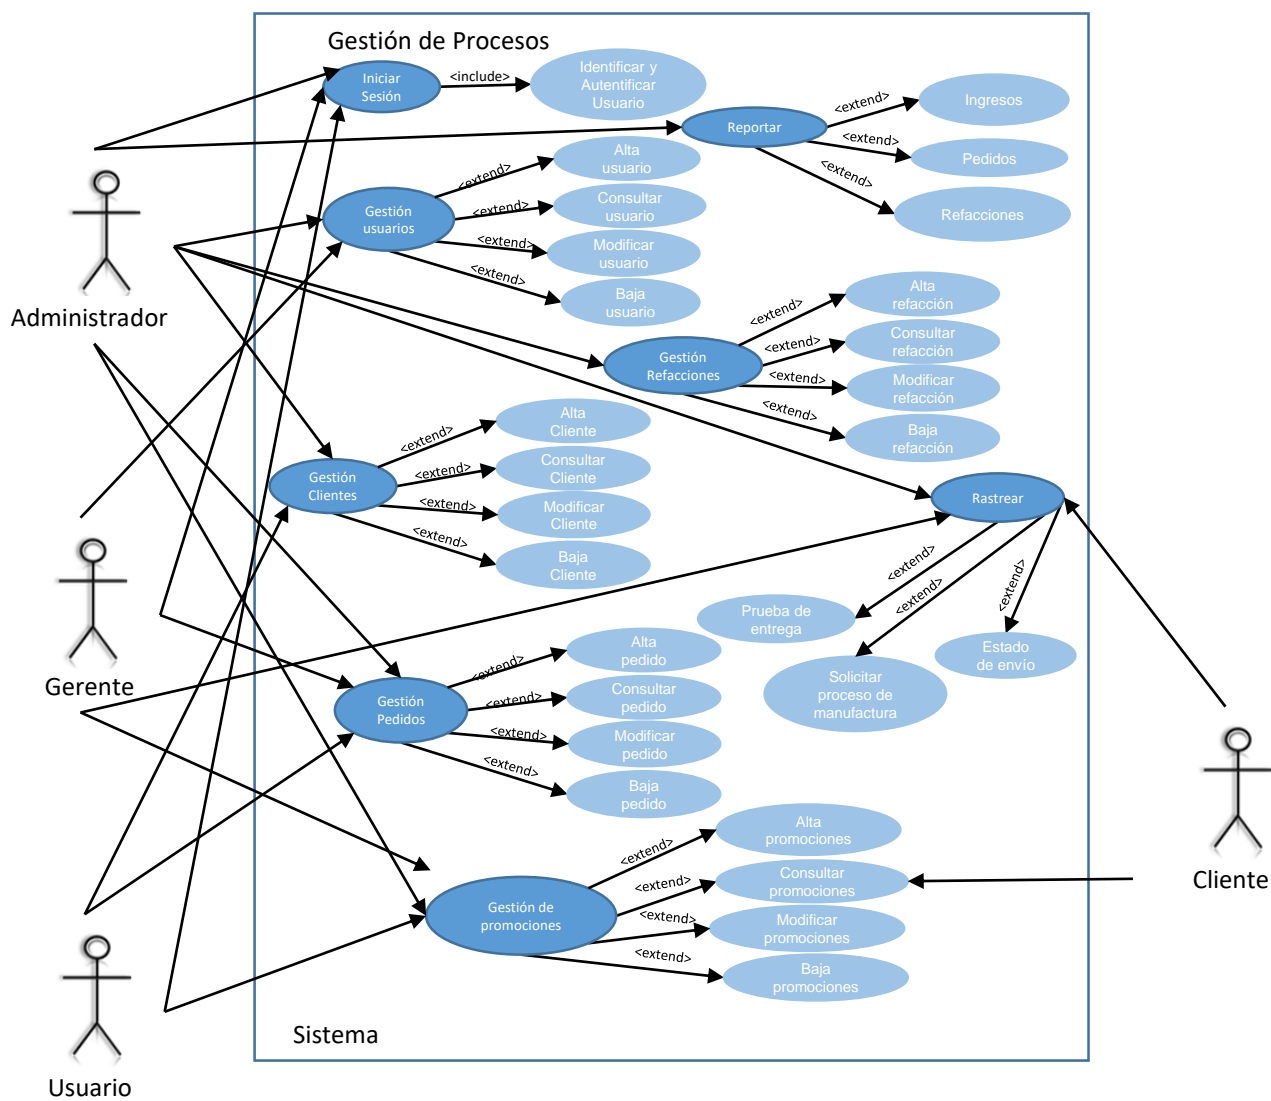 Gestión de Procesos
Iniciar
Sesión
<include>
Identificar y
Autentificar
Usuario
Reportar
<extend>
Ingresos
<extend>
Pedidos
<extend>
Refacciones
Administrador
Gestión
usuarios
<extend>
Alta
usuario
<extend>
Consultar
usuario
<extend>
Modificar
usuario
<extend>
Baja
usuario
Gestión
Refacciones
<extend>
Alta
refacción
<extend>
Consultar
refacción
<extend>
Modificar
refacción
<extend>
Baja
refacción
Gestión
Clientes
<extend>
Alta
Cliente
<extend>
Consultar
Cliente
<extend>
Modificar
Cliente
<extend>
Baja
Cliente
Rastrear
<extend>
Prueba de
entrega
<extend>
Solicitar
proceso de
manufactura
<extend>
Estado
de envío
Gerente
Gestión
Pedidos
<extend>
Alta
pedido
<extend>
Consultar
pedido
<extend>
Modificar
pedido
<extend>
Baja
pedido
Gestión de
promociones
<extend>
Alta
promociones
<extend>
Consultar
promociones
<extend>
Modificar
promociones
<extend>
Baja
promociones
Cliente
Sistema
Usuario